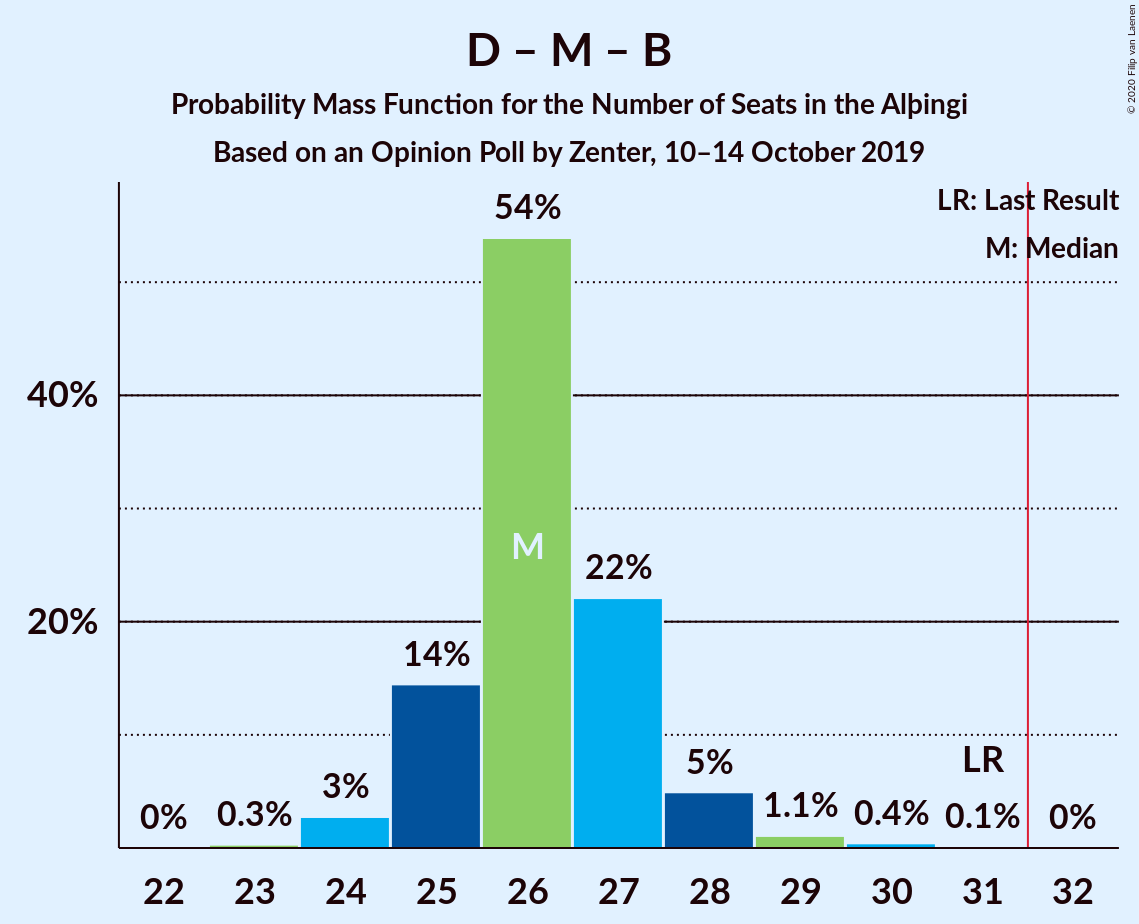 D – M – B
Probability Mass Function for the Number of Seats in the Alþingi
Based on an Opinion Poll by Zenter, 10–14 October 2019
© 2020 Filip van Laenen
LR: Last Result
M: Median
54%
40%
M
22%
20%
14%
5%
LR
3%
1.1%
0% 0.3% 0.4% 0.1% 0%
22 23 24 25 26 27 28 29 30 31 32